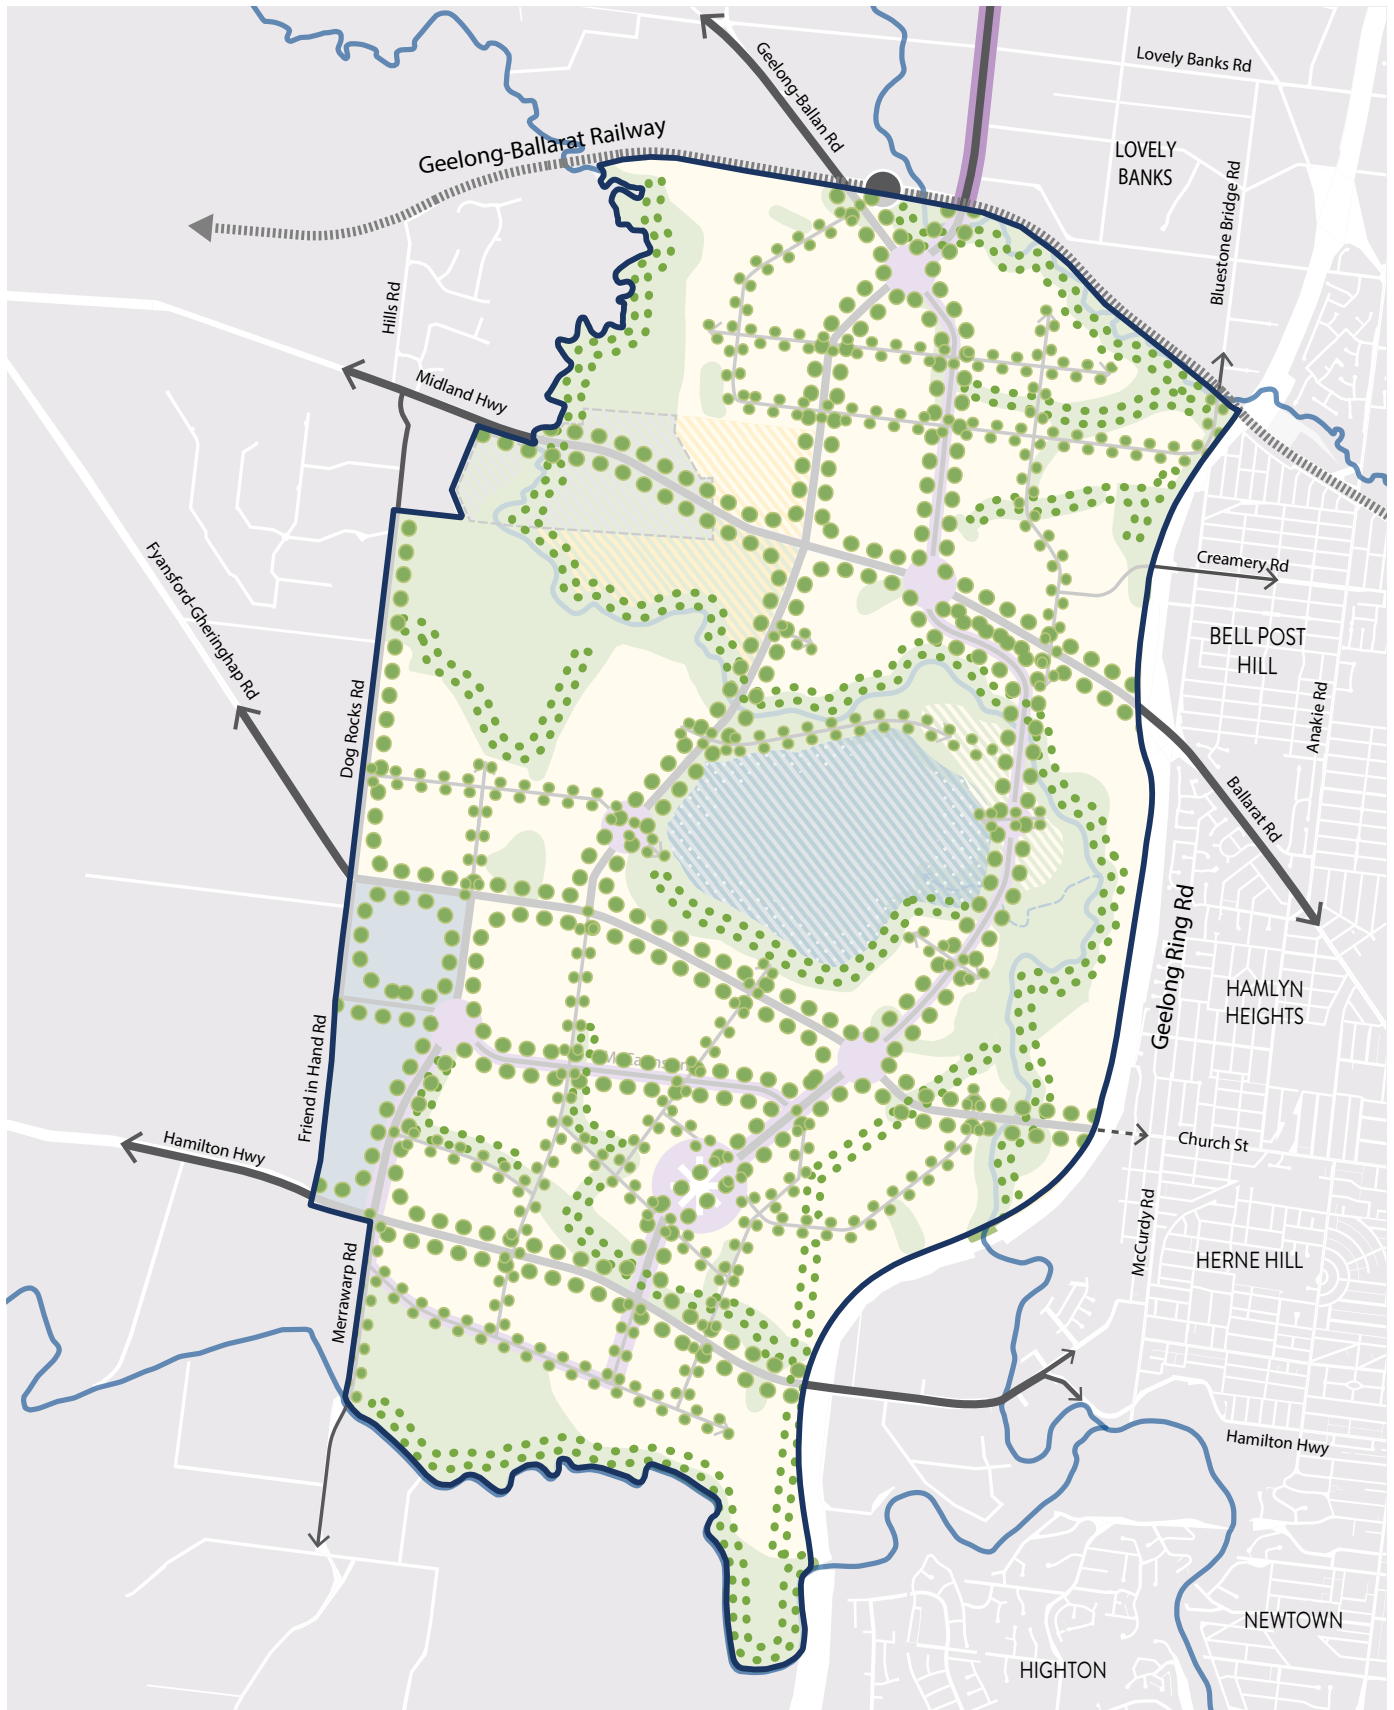 Lovely Banks Rd
Geelong-Ballan Rd
Geelong-Ballarat Railway
LOVELY
BANKS
Bluestone Bridge Rd
Hills Rd
Midland Hwy
Creamery Rd
Fyansford-Gheringhap Rd
BELL POST
HILL
Dog Rocks Rd
Anakie Rd
Ballarat Rd
Geelong Ring Rd
HAMLYN
HEIGHTS
Friend in Hand Rd
Hamilton Hwy
Church St
McCurdy Rd
HERNE HILL
Merrawarp Rd
Hamilton Hwy
NEWTOWN
HIGHTON